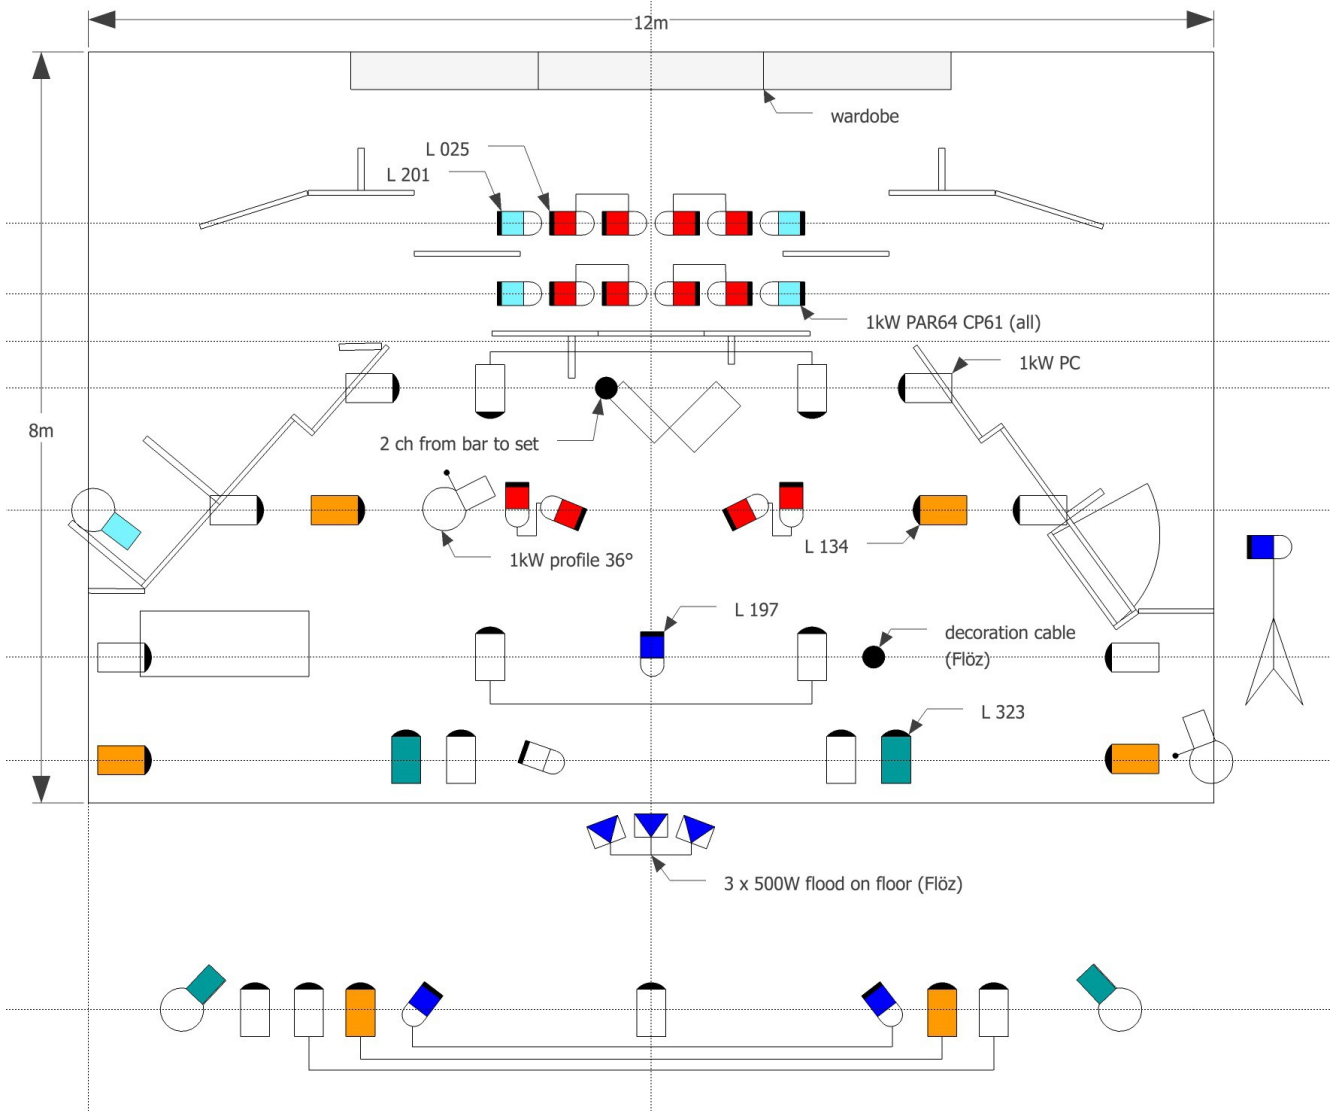 12m
wardobe
L 025
L 201
1kW PAR64 CP61 (all)
1kW PC
8m
2 ch from bar to set
L 134
1kW profile 36°
L 197
decoration cable
(Flöz)
L 323
3 x 500W flood on floor (Flöz)